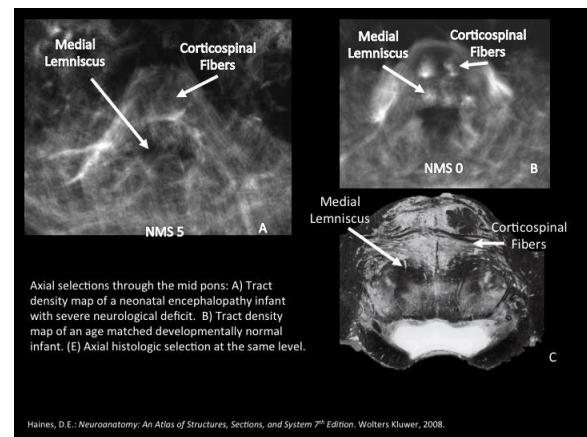 Medial
Lemniscus
Corticospinal
Fibers
NMS 5
A
Medial
Lemniscus
Corticospinal
Fibers
NMS 0
B
Medial
Lemniscus
Corticospinal
Fibers
C
Axial selections through the mid pons: A) Tract
density map of a neonatal encephalopathy infant
with severe neurological deficit. B) Tract density
map of an age matched developmentally normal
infant. (E) Axial histologic selection at the same level.
Haines, D.E.: Neuroanatomy: An Atlas of Structures, Sections, and System 7th Edition. Wolters Kluwer, 2008.